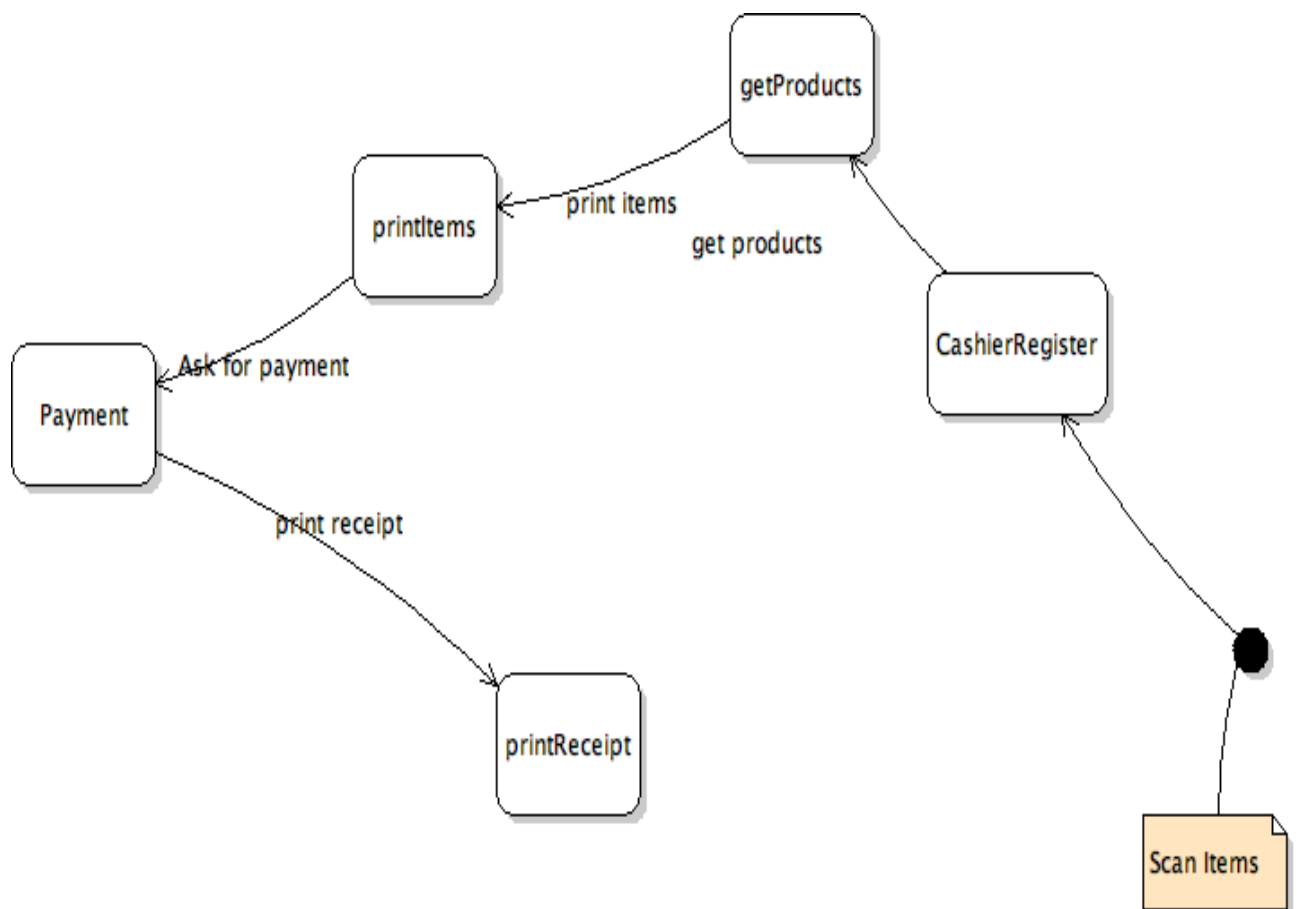 getProducts
print items
printItems
get products
CashierRegister
Ask for payment
Payment
print receipt
printReceipt
Scan Items